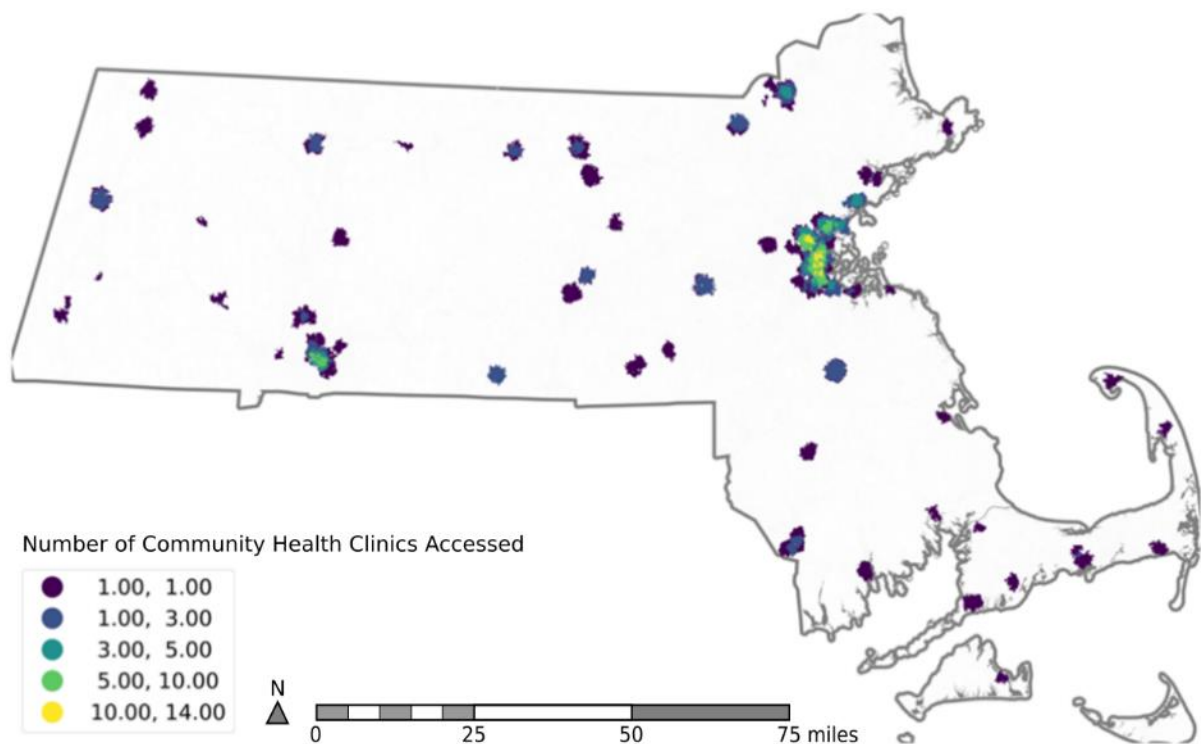 Number of Community Health Clinics Accessed
1.00, 1.00
1.00, 3.00
3.00, 5.00
5.00, 10.00
10.00, 14.00
N
0 25 50 75 miles